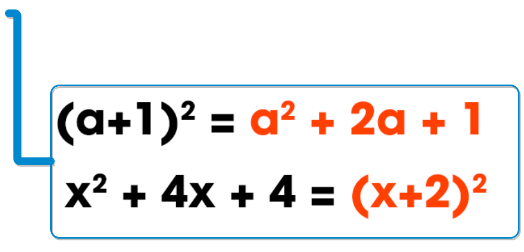 (a+1)² = a² + 2a + 1
x² + 4x + 4 = (x+2)²